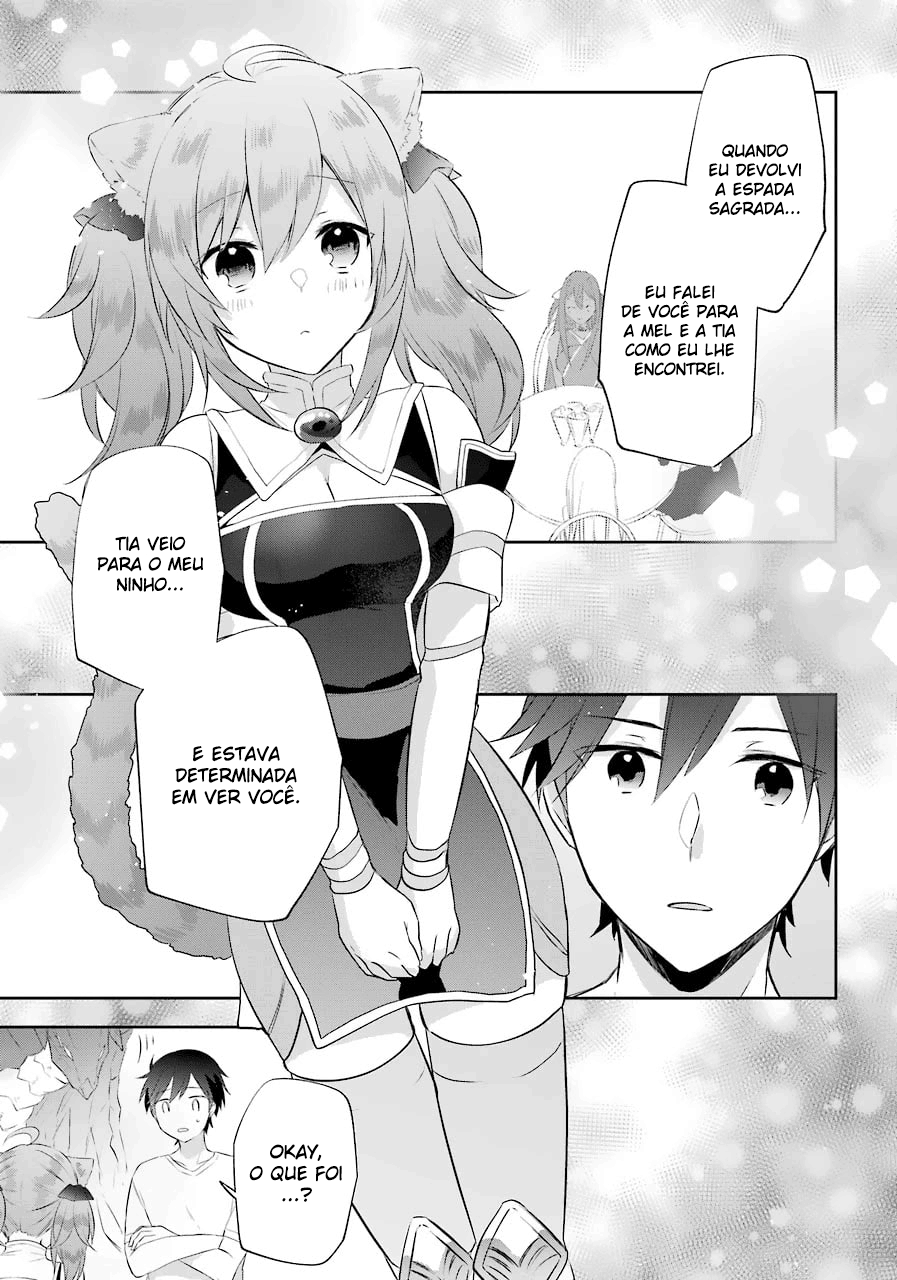 QUANDO
EU DEVOLVI
A ESPADA
SAGRADA...
EU FALEI
DE VOCÊ PARA
A MEL E A TIA
COMO EU LHE
ENCONTREI.
TIA VEIO
PARA O MEU
NINHO...
E ESTAVA
DETERMINADA
EM VER VOCÊ.
OKAY,
O QUE FOI
...?